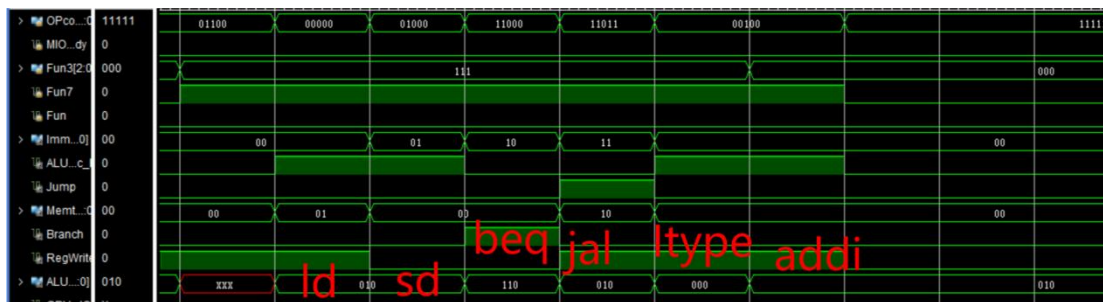 OPco...:0 11111 01100 00000 01000 11000 11011 00100 1111
MIO...dy 0
Fun3[2:0 000 111 000
Fun7 0
Fun 0
Imm...0] 00 00 01 10 11 00
ALU...c_ 0
Jump 0
Memt...:0 00 00 01 00 10 00
Branch 0
beq jal Itype addi
RegWrite 0
ld sd
ALU...:0] 010 XXX 010 110 010 000 010